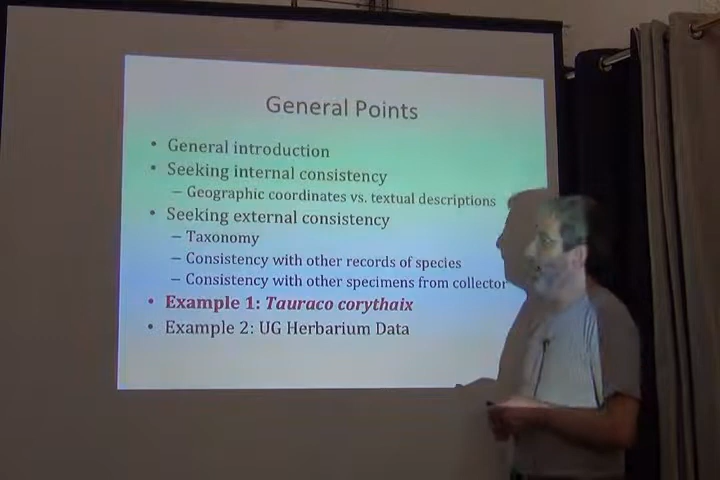 General Points
• General introduction
• Seeking internal consistency
– Geographic coordinates vs. textual descriptions
• Seeking external consistency
– Taxonomy
– Consistency with other records of species
– Consistency with other specimens from collector
• Example 1: Tauraco corythaix
• Example 2: UG Herbarium Data